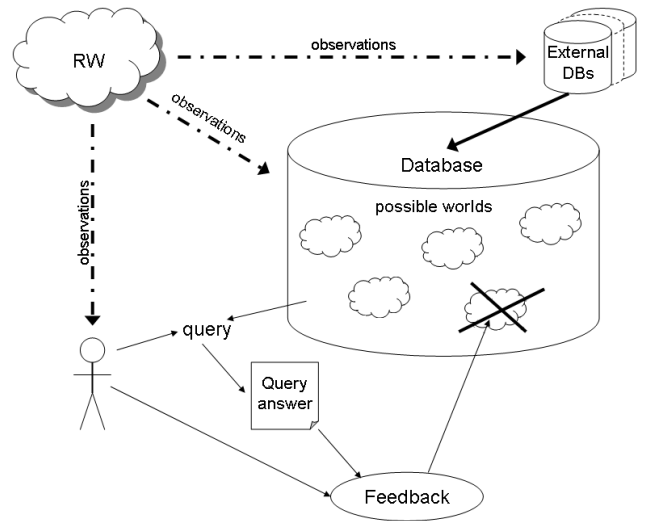 RW
observations
External
DBs
observations
Database
possible worlds
observations
query
Query
answer
Feedback